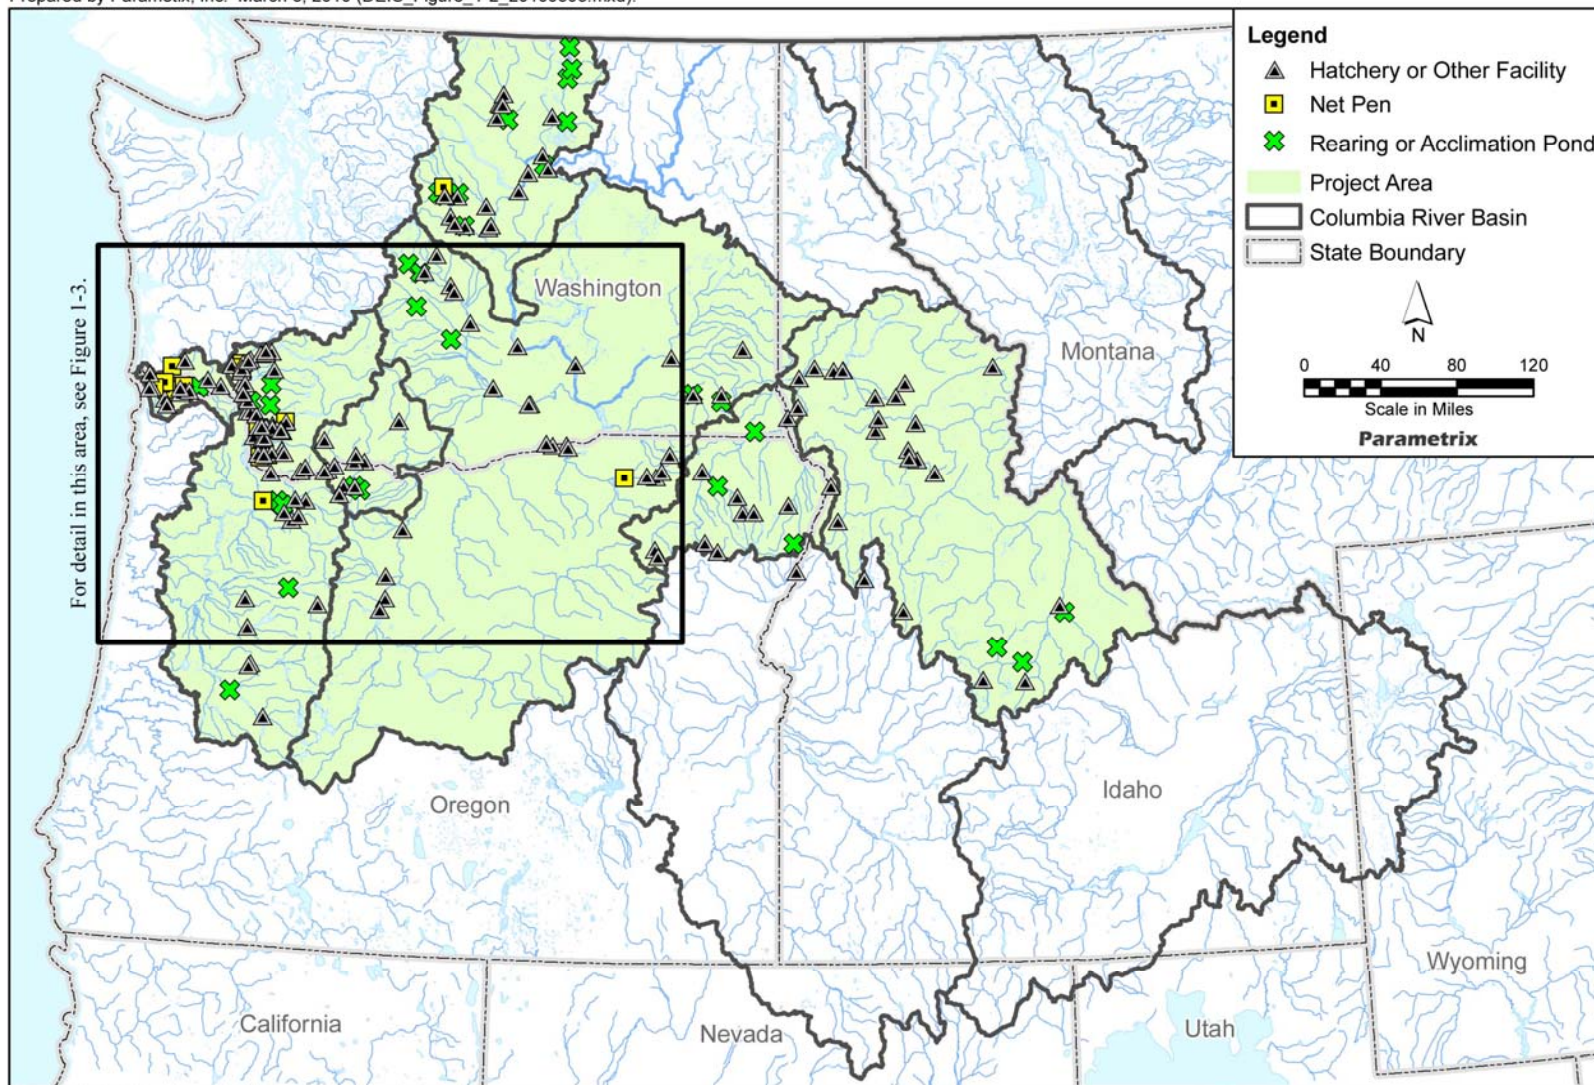 Legend
Hatchery or Other Facility
Net Pen
Rearing or Acclimation Pond
Project Area
Columbia River Basin
State Boundary
N
0 40 80 120
Scale in Miles
Parametrix
For detail in this area, see Figure 1-3.
Washington
Montana
Oregon
Idaho
Wyoming
California
Nevada
Utah